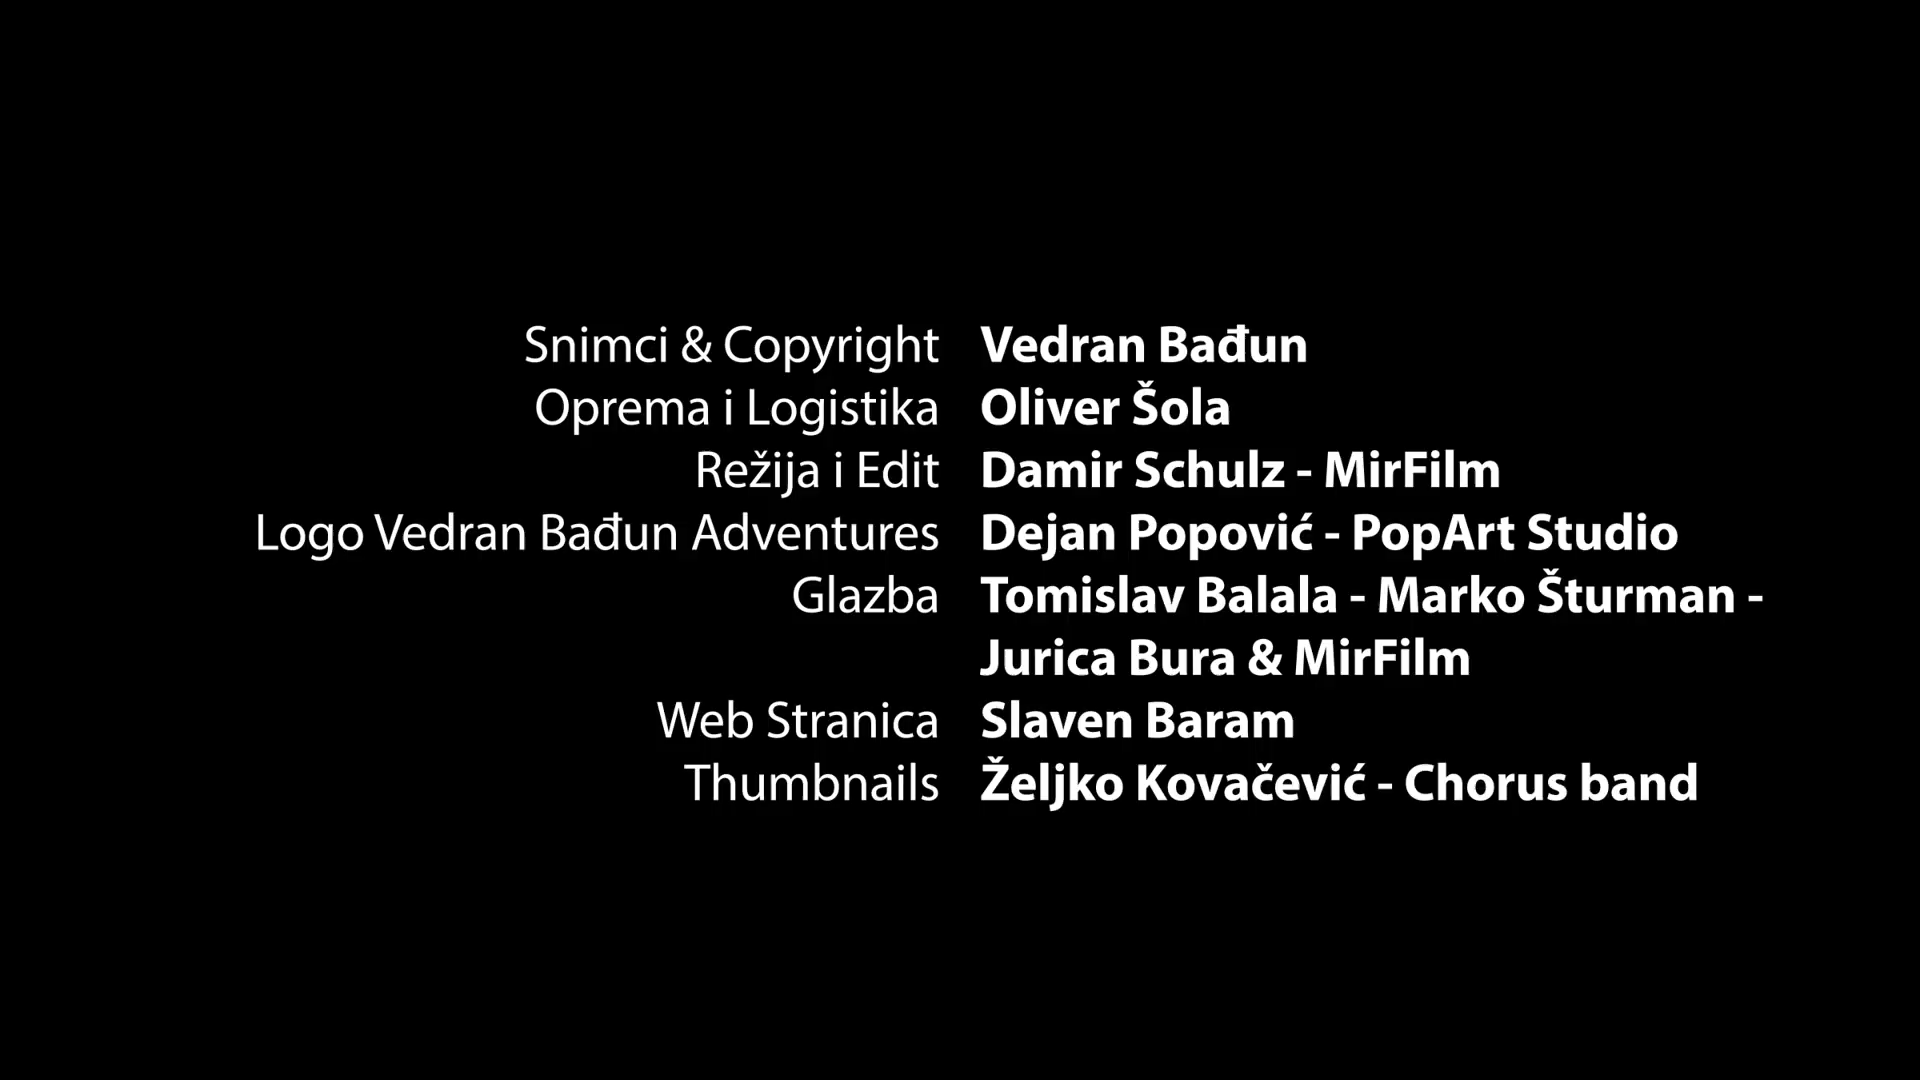 Snimci & Copyright Vedran Bađun
Oprema i Logistika Oliver Šola
Režija i Edit Damir Schulz - MirFilm
Logo Vedran Bađun Adventures Dejan Popović - PopArt Studio
Glazba Tomislav Balala - Marko Šturman -
Jurica Bura & MirFilm
Web Stranica Slaven Baram
Thumbnails Željko Kovačević - Chorus band